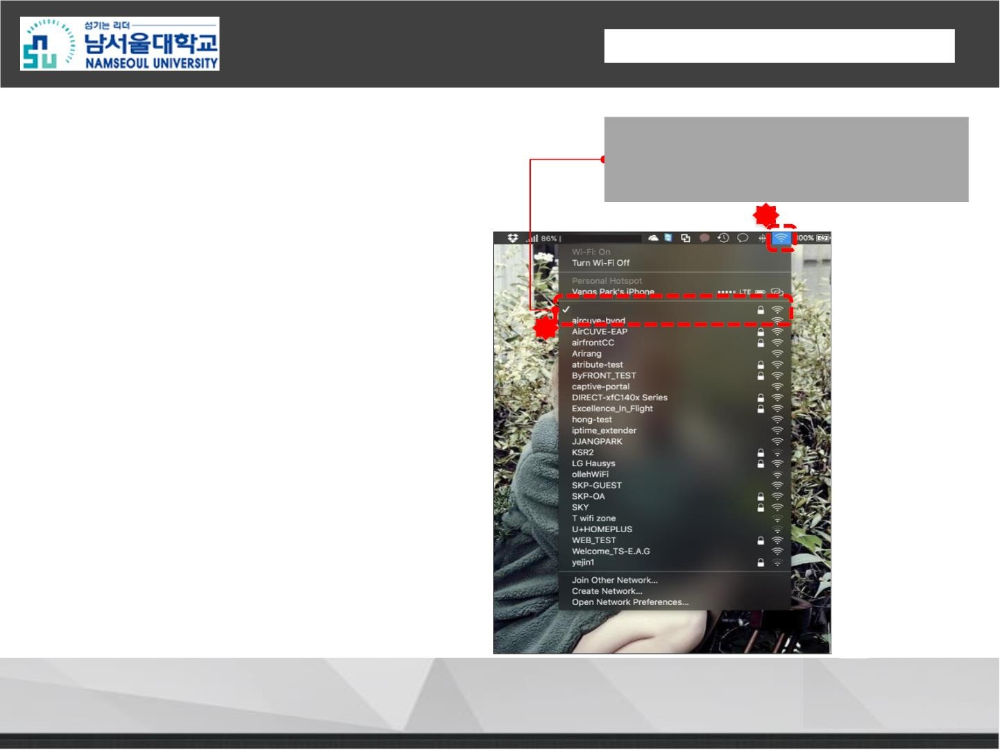 섬기는 리더
남서울대학교
NAMSEOUL UNIVERSITY
86% |
100%
Wi-Fi: On
Turn Wi-Fi Off
Personal Hotspot
Vangs Park's iPhone LTE
aircuve-byod
AirCUVE-EAP
airfrontCC
Arirang
atribute-test
ByFRONT_TEST
captive-portal
DIRECT-xfC140x Series
Excellence_In_Flight
hong-test
iptime_extender
JJANGPARK
KSR2
LG Hausys
ollehWiFi
SKP-GUEST
SKP-OA
SKY
T wifi zone
U+HOMEPLUS
WEB_TEST
Welcome_TS-E.A.G
yejin1
Join Other Network...
Create Network...
Open Network Preferences...